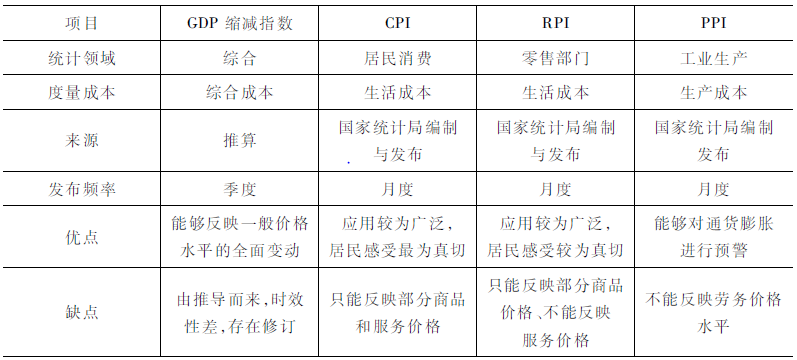 项目 GDP 缩减指数 CPI RPI PPI
统计领域 综合 居民消费 零售部门 工业生产
度量成本 综合成本 生活成本 生活成本 生产成本
来源 推算 国家统计局编制与发布 国家统计局编制与发布 国家统计局编制发布
发布频率 季度 月度 月度 月度
优点 能够反映一般价格水平的全面变动 应用较为广泛，居民感受最为真切 应用较为广泛，居民感受较为真切 能够对通货膨胀进行预警
缺点 由推导而来，时效性差，存在修订 只能反映部分商品和服务价格 只能反映部分商品价格、不能反映服务价格 不能反映劳务价格水平